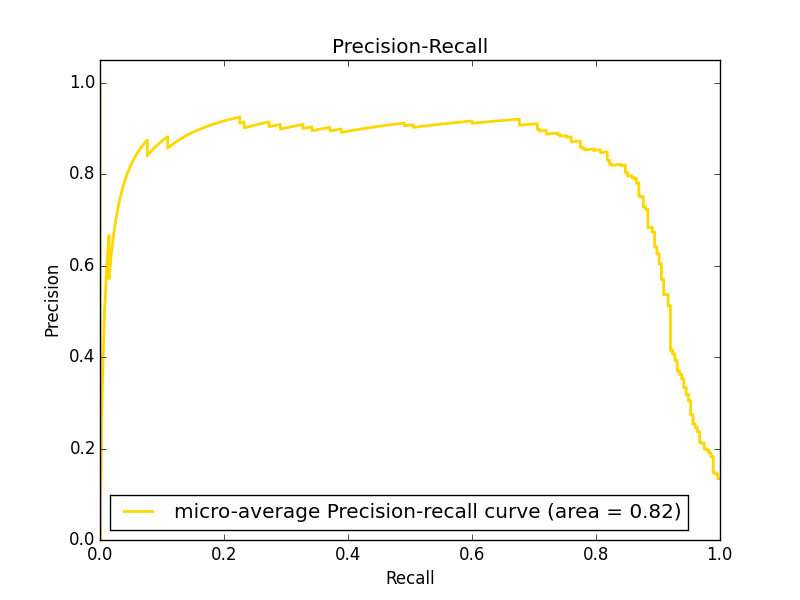 Precision-Recall
1.0
0.8
0.6
0.4
0.2
0.0
Precision
micro-average Precision-recall curve (area = 0.82)
0.0 0.2 0.4 0.6 0.8 1.0
Recall